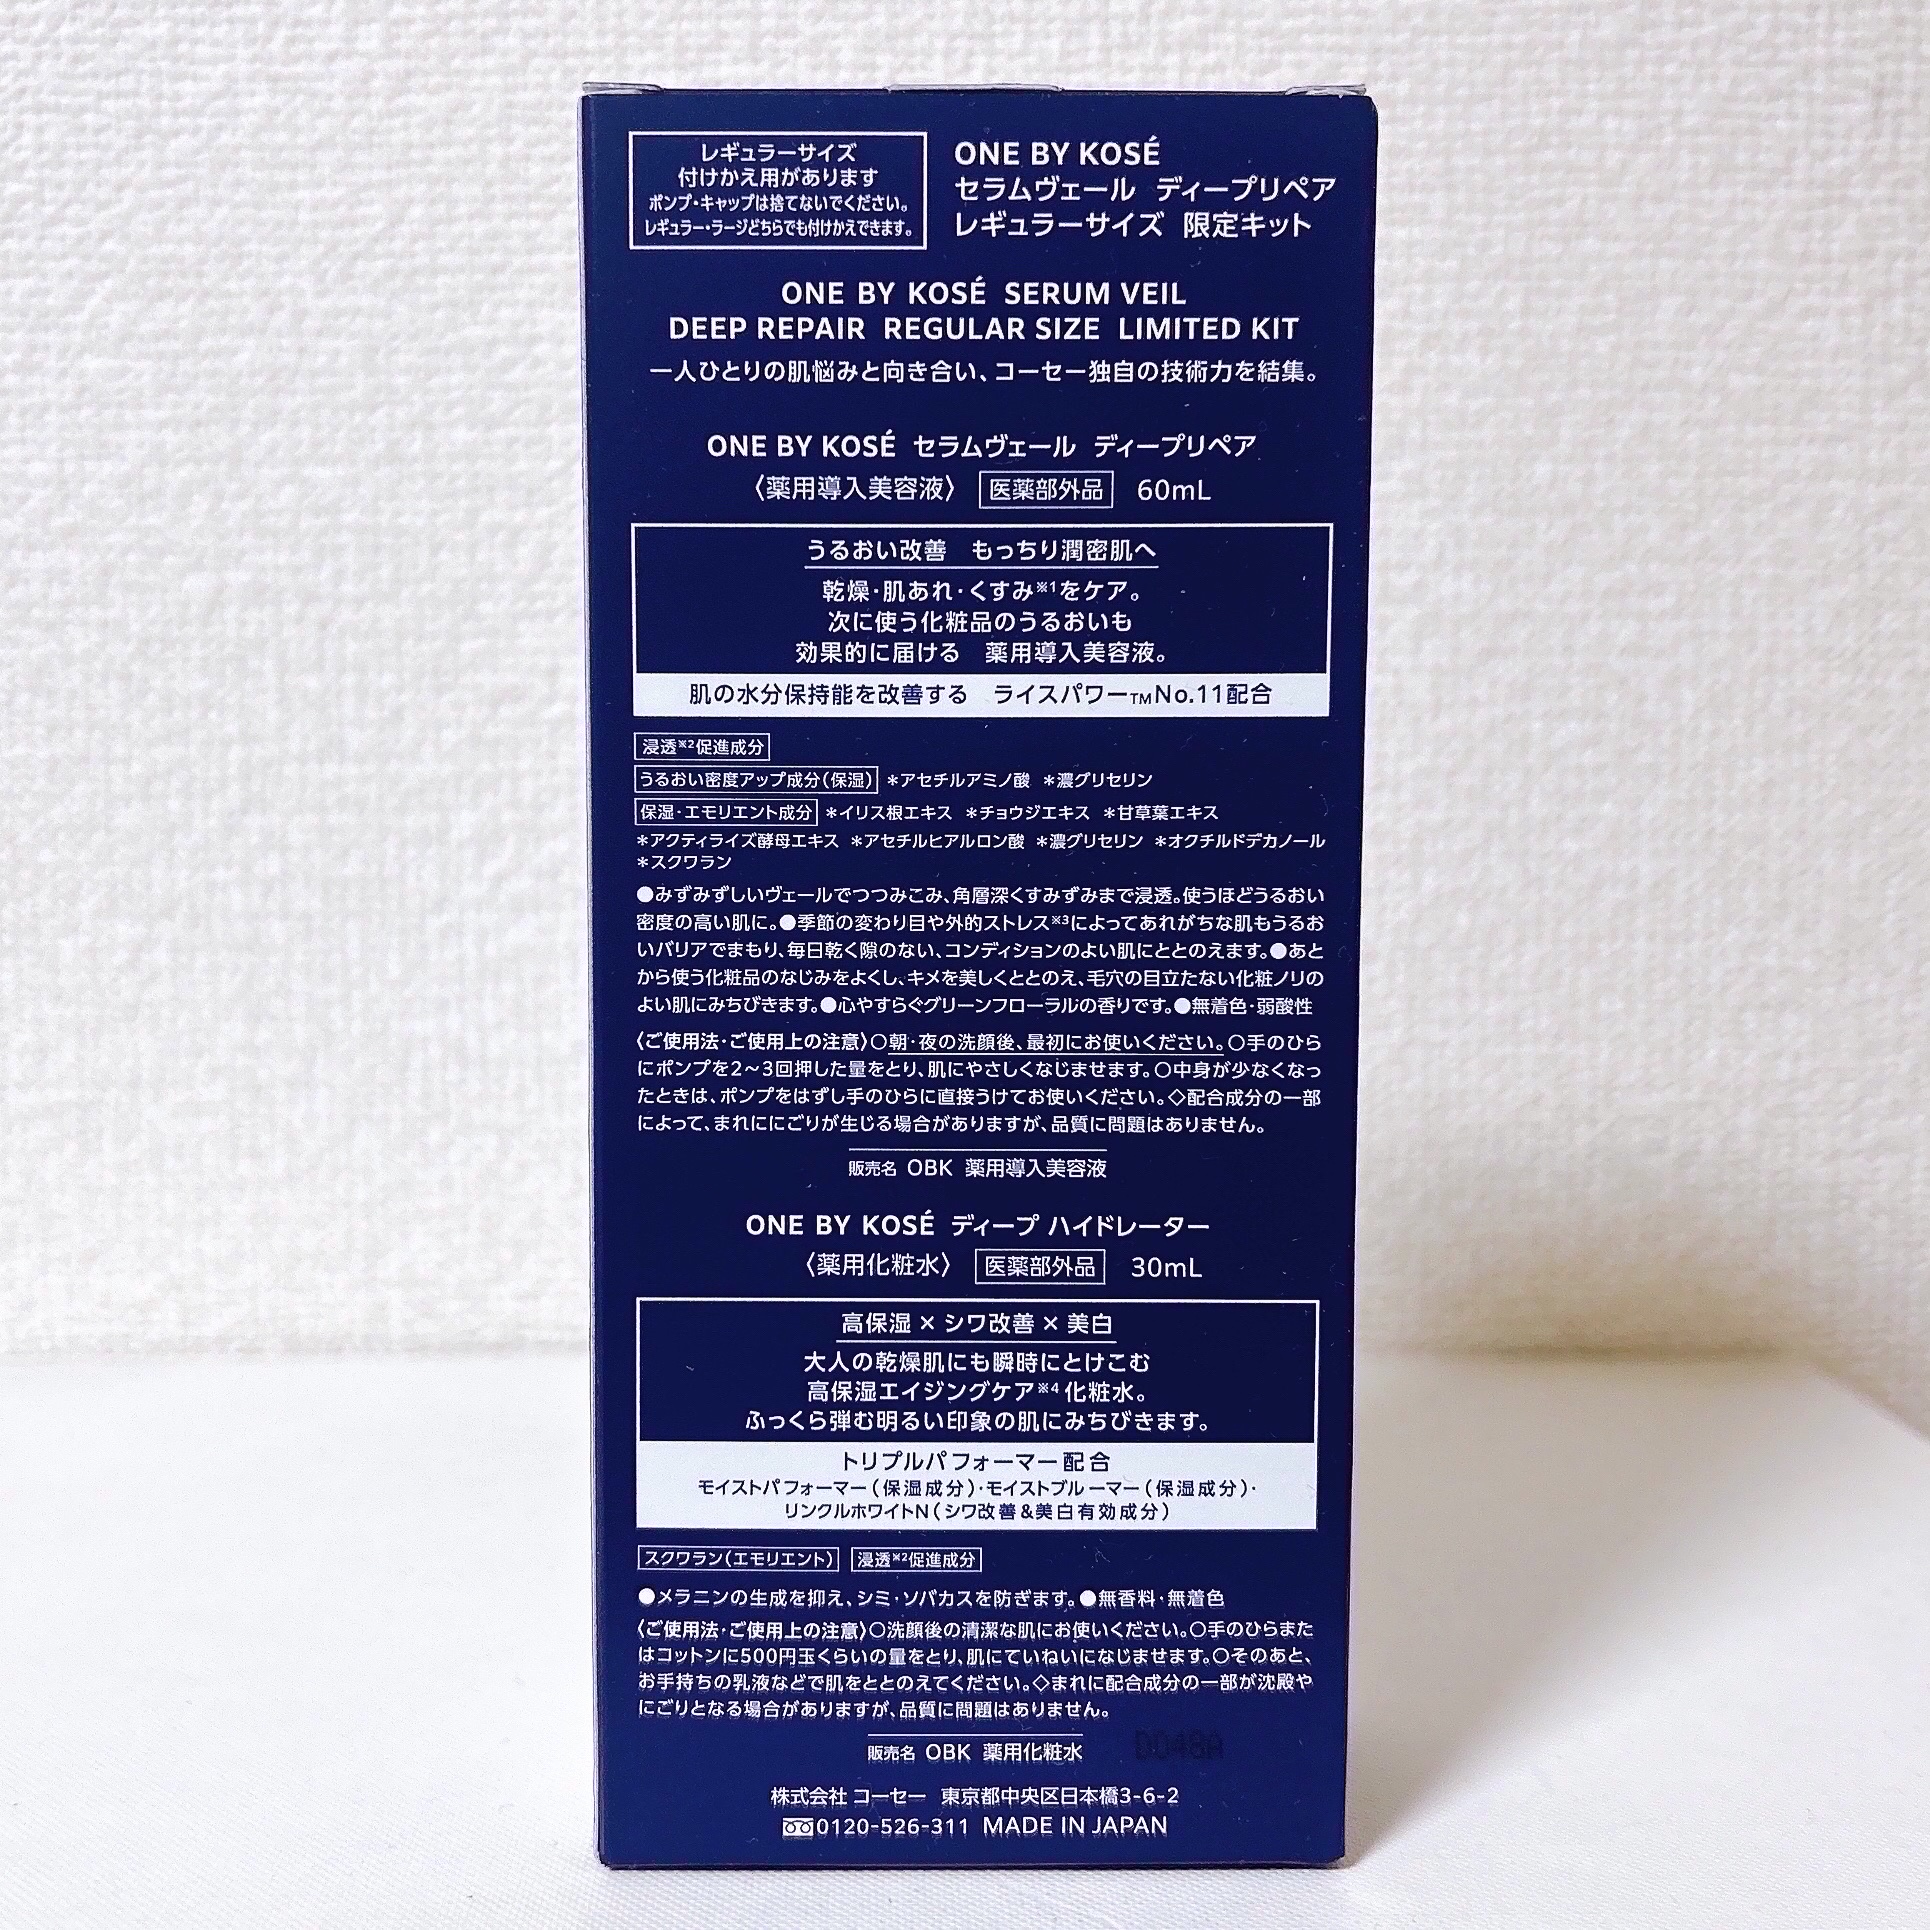 レギュラーサイズ
付けかえ用があります
ポンプ・キャップは捨てないでください。
レギュラー・ラージどちらでも付けかえできます。
ONE BY KOSÉ
セラムヴェール ディープリペア
レギュラーサイズ 限定キット
ONE BY KOSÉ SERUM VEIL
DEEP REPAIR REGULAR SIZE LIMITED KIT
一人ひとりの肌悩みと向き合い、コーセー独自の技術力を結集。
ONE BY KOSÉ セラムヴェール ディープリペア
〈薬用導入美容液〉 医薬部外品 60mL
うるおい改善 もっちり潤密肌へ
乾燥・肌あれ・くすみ※1をケア。
次に使う化粧品のうるおいも
効果的に届ける 薬用導入美容液。
肌の水分保持能を改善する ライスパワー™No.11配合
浸透※2促進成分
うるおい密度アップ成分(保湿) *アセチルアミノ酸 *濃グリセリン
保湿・エモリエント成分 *イリス根エキス *チョウジエキス *甘草葉エキス
*アクティライズ酵母エキス *アセチルヒアルロン酸 *濃グリセリン *オクチルドデカノール
*スクワラン
●みずみずしいヴェールでつつみこみ、角層深くすみずみまで浸透。使うほどうるおい
密度の高い肌に。●季節の変わり目や外的ストレス※3によってあれがちな肌もうるお
いバリアでまもり、毎日乾く隙のない、コンディションのよい肌にととのえます。●あと
から使う化粧品のなじみをよくし、キメを美しくととのえ、毛穴の目立たない化粧ノリの
よい肌にみちびきます。●心やすらぐグリーンフローラルの香りです。●無着色・弱酸性
〈ご使用法・ご使用上の注意〉○朝・夜の洗顔後、最初にお使いください。○手のひら
にポンプを2～3回押した量をとり、肌にやさしくなじませます。○中身が少なくなっ
たときは、ポンプをはずし手のひらに直接うけてお使いください。◇配合成分の一部
によって、まれににごりが生じる場合がありますが、品質に問題はありません。
販売名 OBK 薬用導入美容液
ONE BY KOSÉ ディープ ハイドレーター
〈薬用化粧水〉 医薬部外品 30mL
高保湿×シワ改善×美白
大人の乾燥肌にも瞬時にとけこむ
高保湿エイジングケア※4化粧水。
ふっくら弾む明るい印象の肌にみちびきます。
トリプルパフォーマー配合
モイストパフォーマー(保湿成分)・モイストブルーマー(保湿成分)・
リンクルホワイトN(シワ改善&美白有効成分)
スクワラン(エモリエント) 浸透※2促進成分
●メラニンの生成を抑え、シミ・ソバカスを防ぎます。●無香料・無着色
〈ご使用法・ご使用上の注意〉○洗顔後の清潔な肌にお使いください。○手のひらまた
はコットンに500円玉くらいの量をとり、肌にていねいになじませます。○そのあと、
お手持ちの乳液などで肌をととのえてください。◇まれに配合成分の一部が沈殿や
にごりとなる場合がありますが、品質に問題はありません。
販売名 OBK 薬用化粧水
株式会社 コーセー 東京都中央区日本橋3-6-2
0120-526-311 MADE IN JAPAN